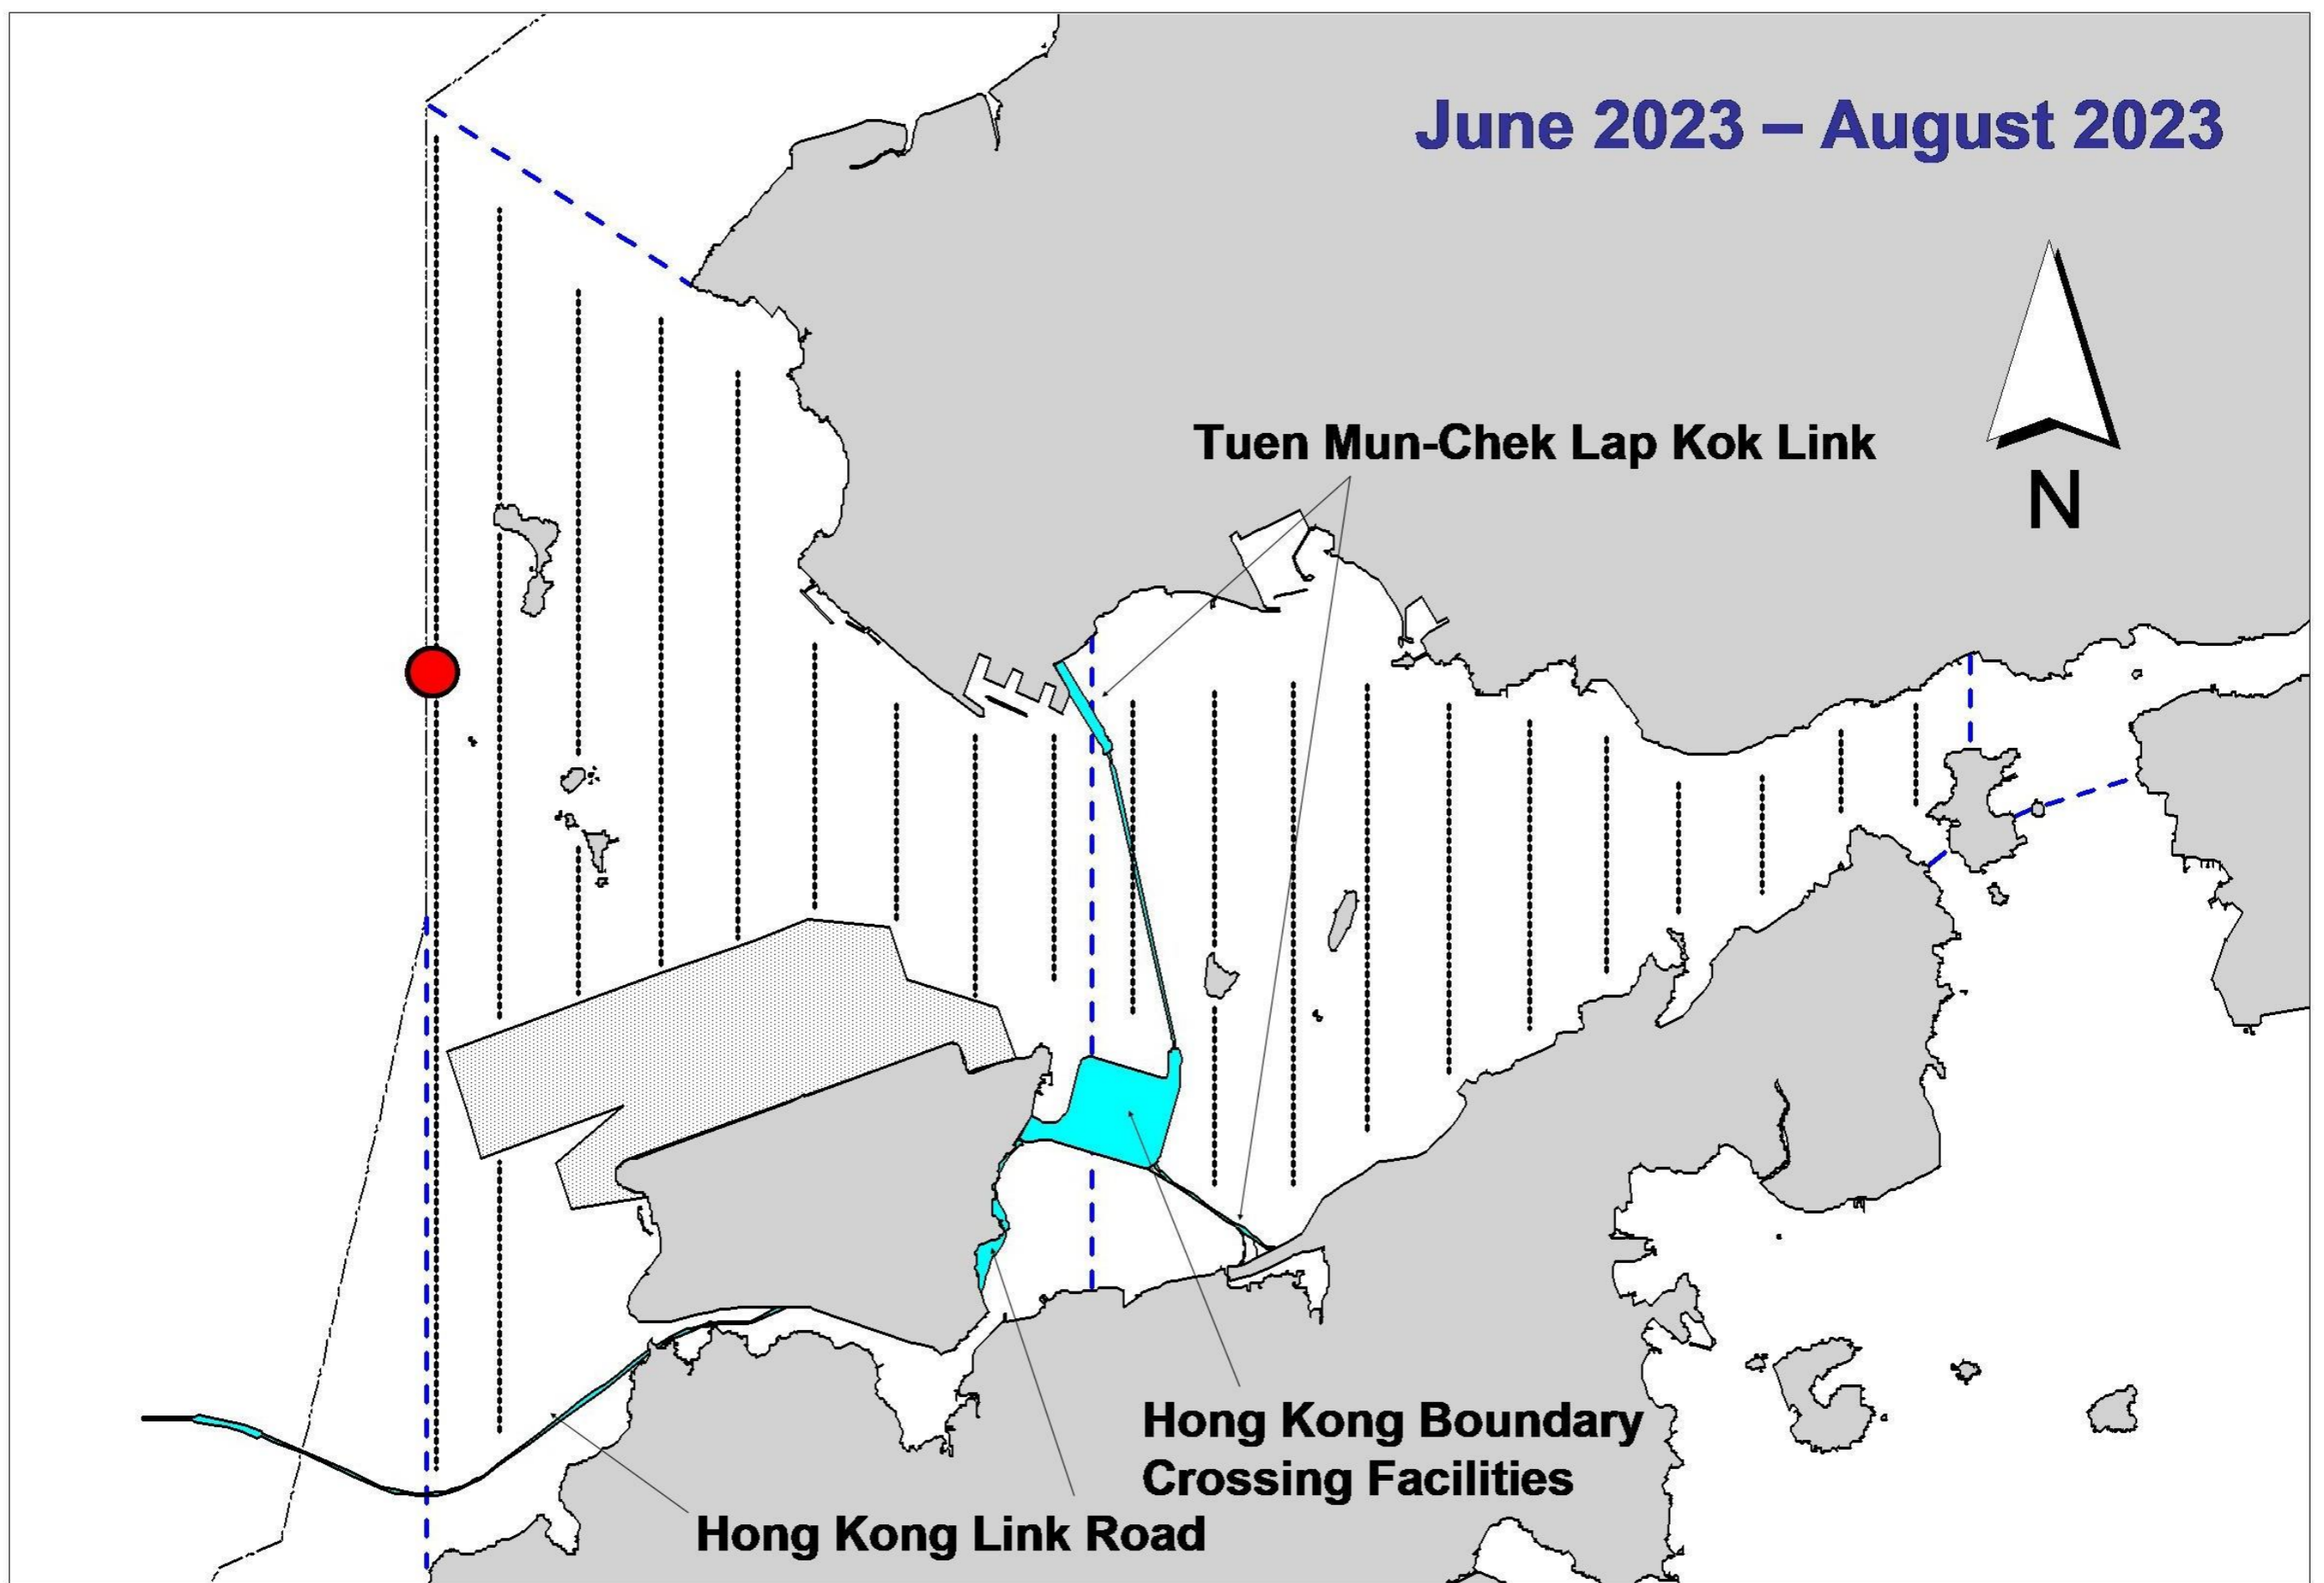 June 2023 – August 2023
Tuen Mun-Chek Lap Kok Link
N
Hong Kong Boundary
Crossing Facilities
Hong Kong Link Road